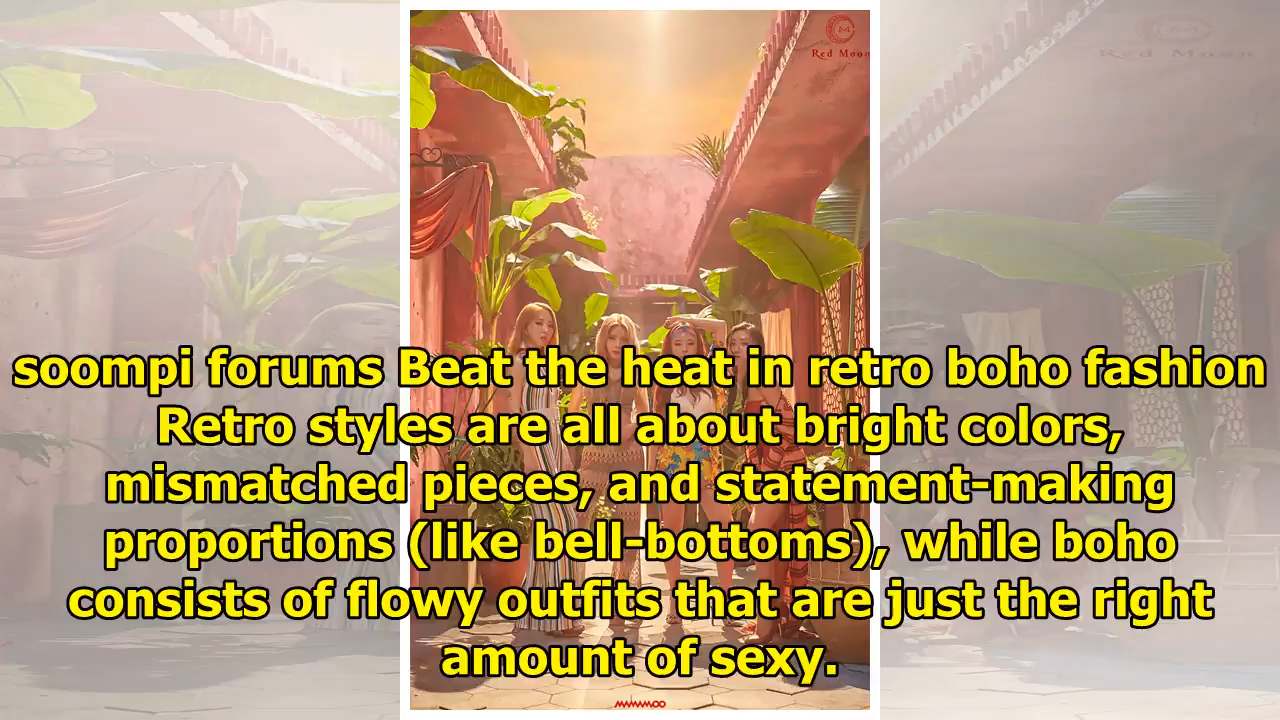 Red Moon
Red Moon
soompi forums Beat the heat in retro boho fashion
Retro styles are all about bright colors,
mismatched pieces, and statement-making
proportions (like bell-bottoms), while boho
consists of flowy outfits that are just the right
amount of sexy.
MAMAMOO